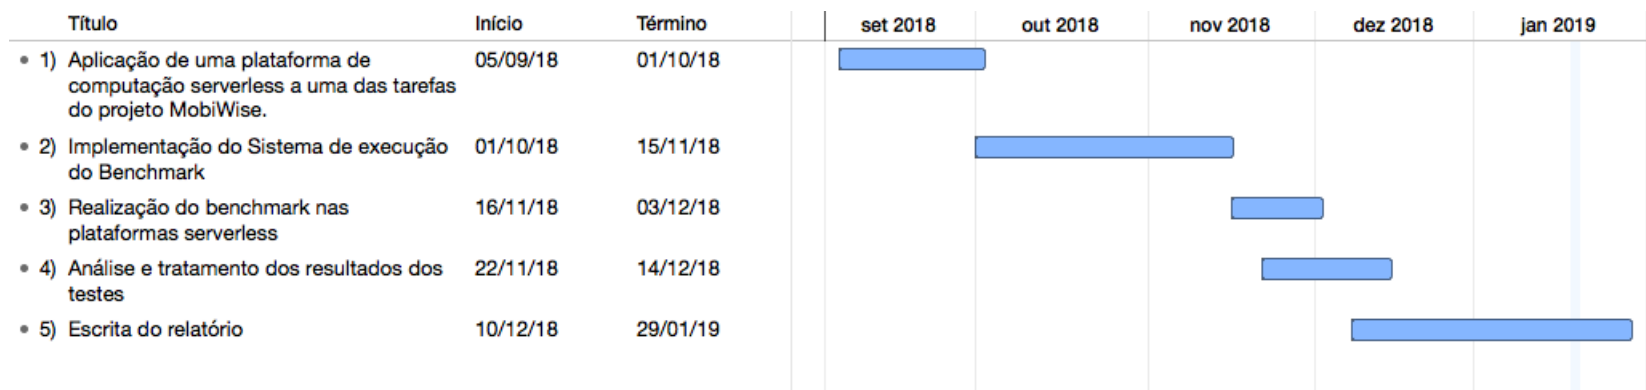 Título Início Término set 2018 out 2018 nov 2018 dez 2018 jan 2019
1) Aplicação de uma plataforma de 05/09/18 01/10/18
computação serverless a uma das tarefas
do projeto MobiWise.
2) Implementação do Sistema de execução 01/10/18 15/11/18
do Benchmark
3) Realização do benchmark nas 16/11/18 03/12/18
plataformas serverless
4) Análise e tratamento dos resultados dos 22/11/18 14/12/18
testes
5) Escrita do relatório 10/12/18 29/01/19